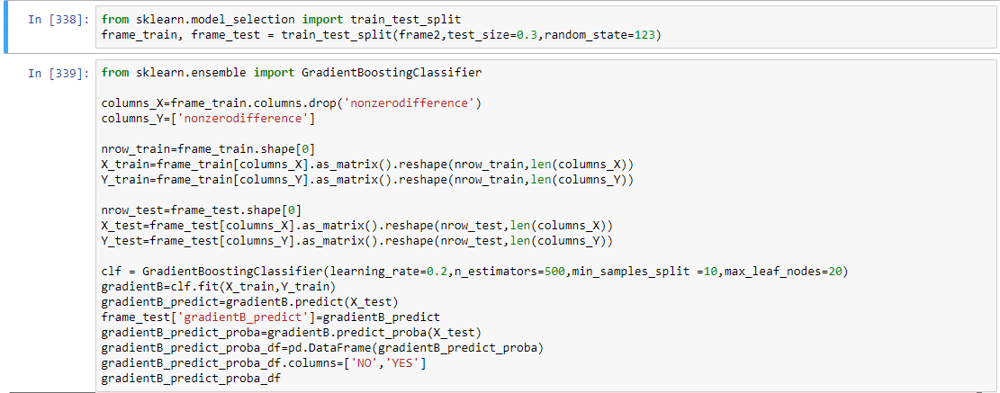 In [338]: from sklearn.model_selection import train_test_split
frame_train, frame_test = train_test_split(frame2,test_size=0.3,random_state=123)
In [339]: from sklearn.ensemble import GradientBoostingClassifier
columns_X=frame_train.columns.drop('nonzerodifference')
columns_Y=['nonzerodifference']
nrow_train=frame_train.shape[0]
X_train=frame_train[columns_X].as_matrix().reshape(nrow_train,len(columns_X))
Y_train=frame_train[columns_Y].as_matrix().reshape(nrow_train,len(columns_Y))
nrow_test=frame_test.shape[0]
X_test=frame_test[columns_X].as_matrix().reshape(nrow_test,len(columns_X))
Y_test=frame_test[columns_Y].as_matrix().reshape(nrow_test,len(columns_Y))
clf = GradientBoostingClassifier(learning_rate=0.2,n_estimators=500,min_samples_split =10,max_leaf_nodes=20)
gradientB=clf.fit(X_train,Y_train)
gradientB_predict=gradientB.predict(X_test)
frame_test['gradientB_predict']=gradientB_predict
gradientB_predict_proba=gradientB.predict_proba(X_test)
gradientB_predict_proba_df=pd.DataFrame(gradientB_predict_proba)
gradientB_predict_proba_df.columns=['NO','YES']
gradientB_predict_proba_df